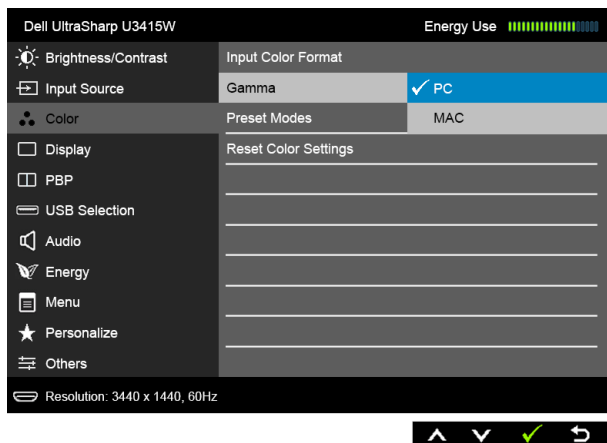 Dell UltraSharp U3415W Energy Use
Brightness/Contrast Input Color Format
Input Source Gamma PC
Color Preset Modes MAC
Display Reset Color Settings
PBP
USB Selection
Audio
Energy
Menu
Personalize
Others
Resolution: 3440 x 1440, 60Hz